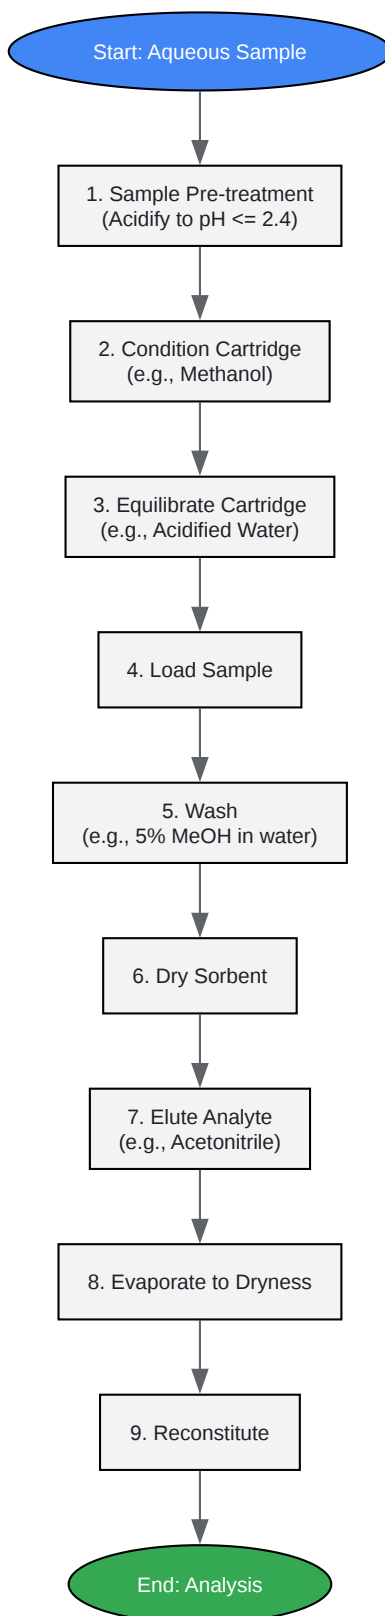 Start: Aqueous Sample
1. Sample Pre-treatment
(Acidify to pH <= 2.4)
2. Condition Cartridge
(e.g., Methanol)
3. Equilibrate Cartridge
(e.g., Acidified Water)
4. Load Sample
5. Wash
(e.g., 5% MeOH in water)
6. Dry Sorbent
7. Elute Analyte
(e.g., Acetonitrile)
8. Evaporate to Dryness
9. Reconstitute
End: Analysis